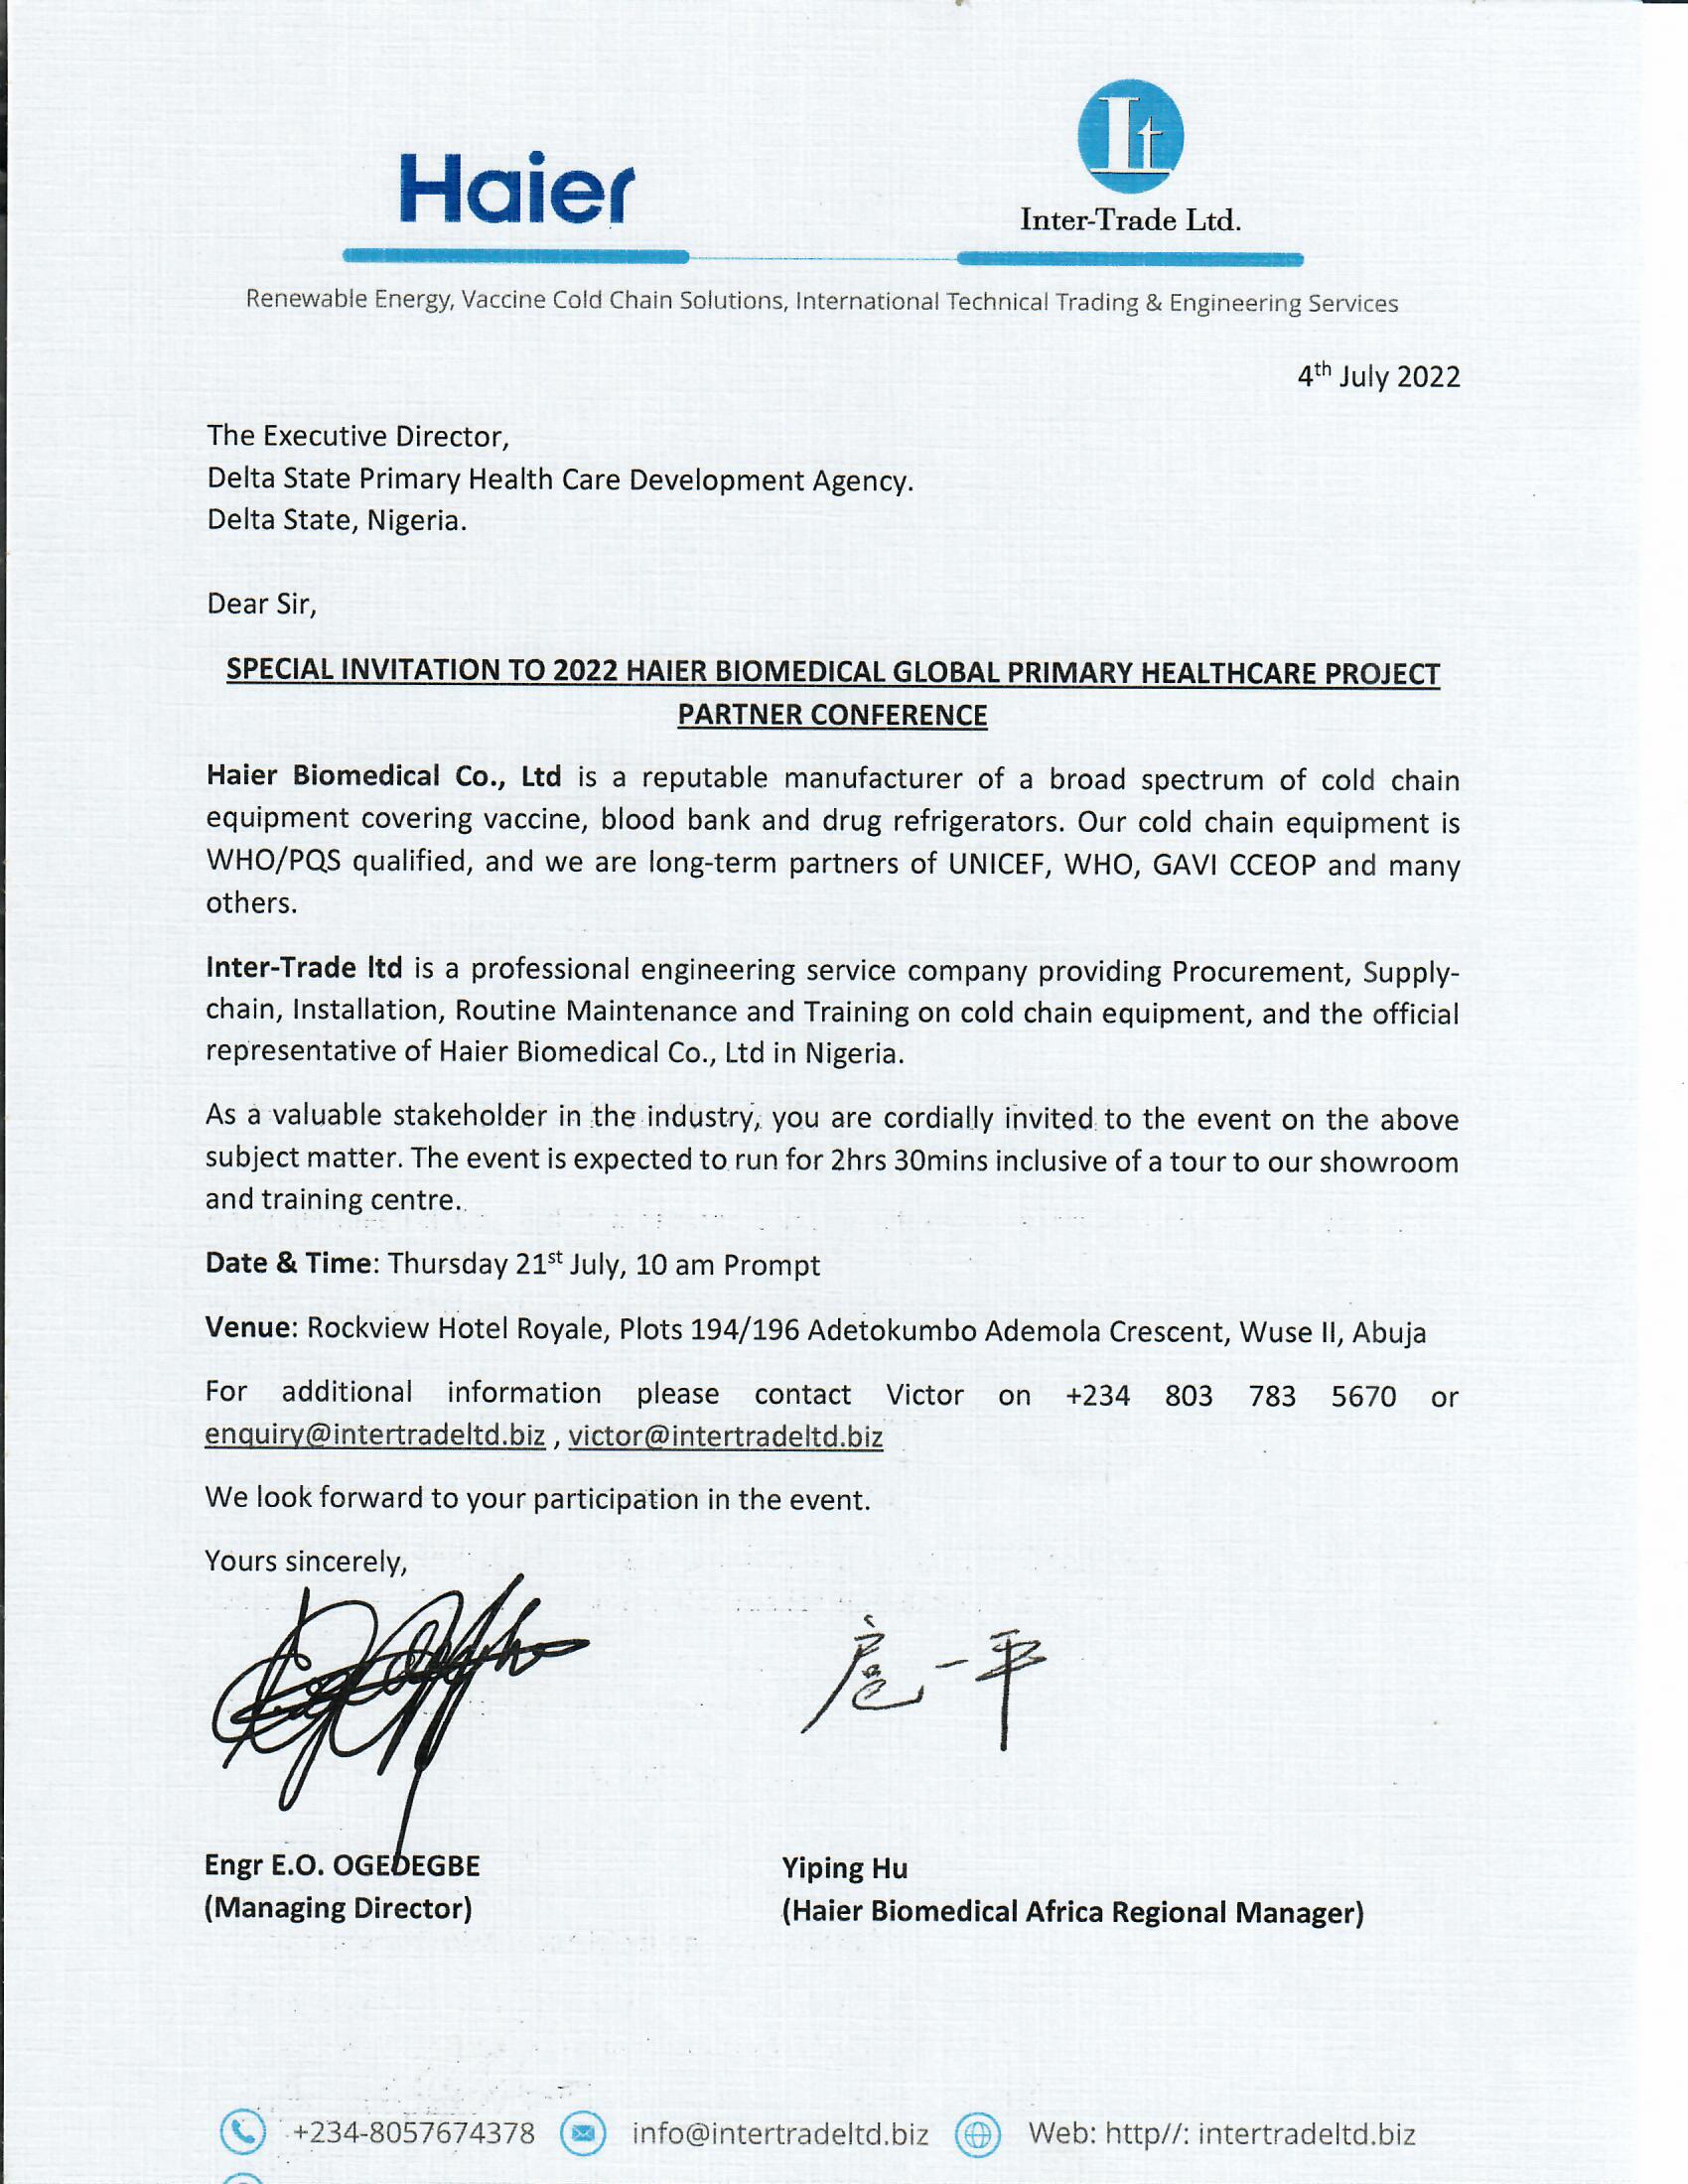 Haier
It
Inter-Trade Ltd.
Renewable Energy, Vaccine Cold Chain Solutions, International Technical Trading & Engineering Services
4th July 2022
The Executive Director,
Delta State Primary Health Care Development Agency.
Delta State, Nigeria.
Dear Sir,
SPECIAL INVITATION TO 2022 HAIER BIOMEDICAL GLOBAL PRIMARY HEALTHCARE PROJECT
PARTNER CONFERENCE
Haier Biomedical Co., Ltd is a reputable manufacturer of a broad spectrum of cold chain
equipment covering vaccine, blood bank and drug refrigerators. Our cold chain equipment is
WHO/PQS qualified, and we are long-term partners of UNICEF, WHO, GAVI CCEOP and many
others.
Inter-Trade ltd is a professional engineering service company providing Procurement, Supply-
chain, Installation, Routine Maintenance and Training on cold chain equipment, and the official
representative of Haier Biomedical Co., Ltd in Nigeria.
As a valuable stakeholder in the industry, you are cordially invited to the event on the above
subject matter. The event is expected to run for 2hrs 30mins inclusive of a tour to our showroom
and training centre.
Date & Time: Thursday 21st July, 10 am Prompt
Venue: Rockview Hotel Royale, Plots 194/196 Adetokumbo Ademola Crescent, Wuse II, Abuja
For additional information please contact Victor on +234 803 783 5670 or
enquiry@intertradeltd.biz , victor@intertradeltd.biz
We look forward to your participation in the event.
Yours sincerely,
扈一平
Engr E.O. OGEDEGBE
Yiping Hu
(Managing Director)
(Haier Biomedical Africa Regional Manager)
+234-8057674378 info@intertradeltd.biz Web: http//: intertradeltd.biz